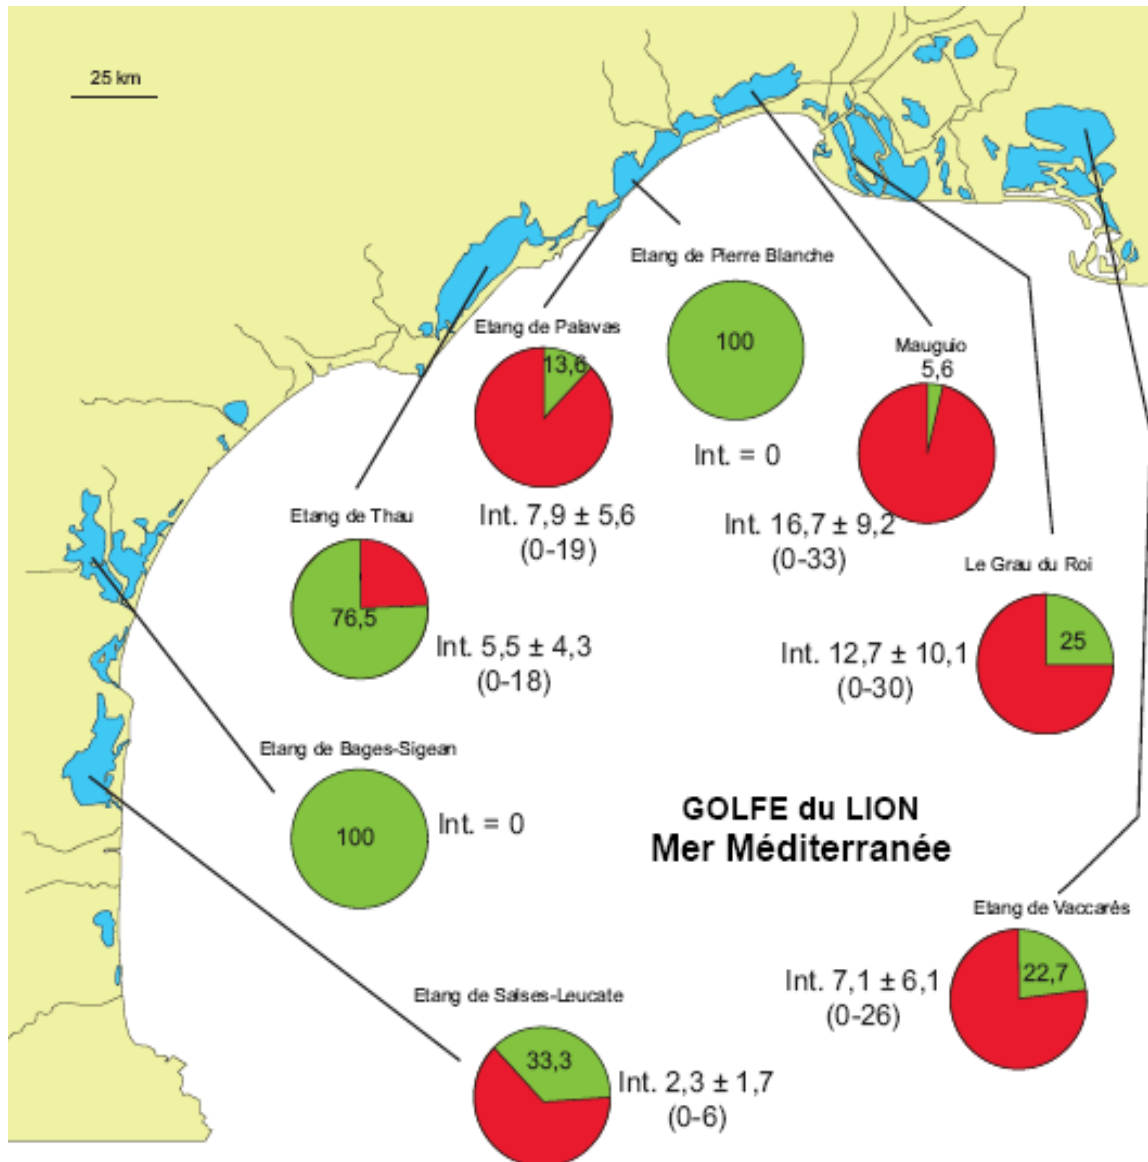 25 km
Etang de Pierre Blanche
100
Int. = 0
Etang de Palavas
13,6
Int. 7,9 ± 5,6
(0-19)
Mauguio
5,6
Int. 16,7 ± 9,2
(0-33)
Etang de Thau
76,5
Int. 5,5 ± 4,3
(0-18)
Le Grau du Roi
25
Int. 12,7 ± 10,1
(0-30)
Etang de Bages-Sigean
100
Int. = 0
GOLFE du LION
Mer Méditerranée
Etang de Vaccarès
22,7
Int. 7,1 ± 6,1
(0-26)
Etang de Salses-Leucate
33,3
Int. 2,3 ± 1,7
(0-6)